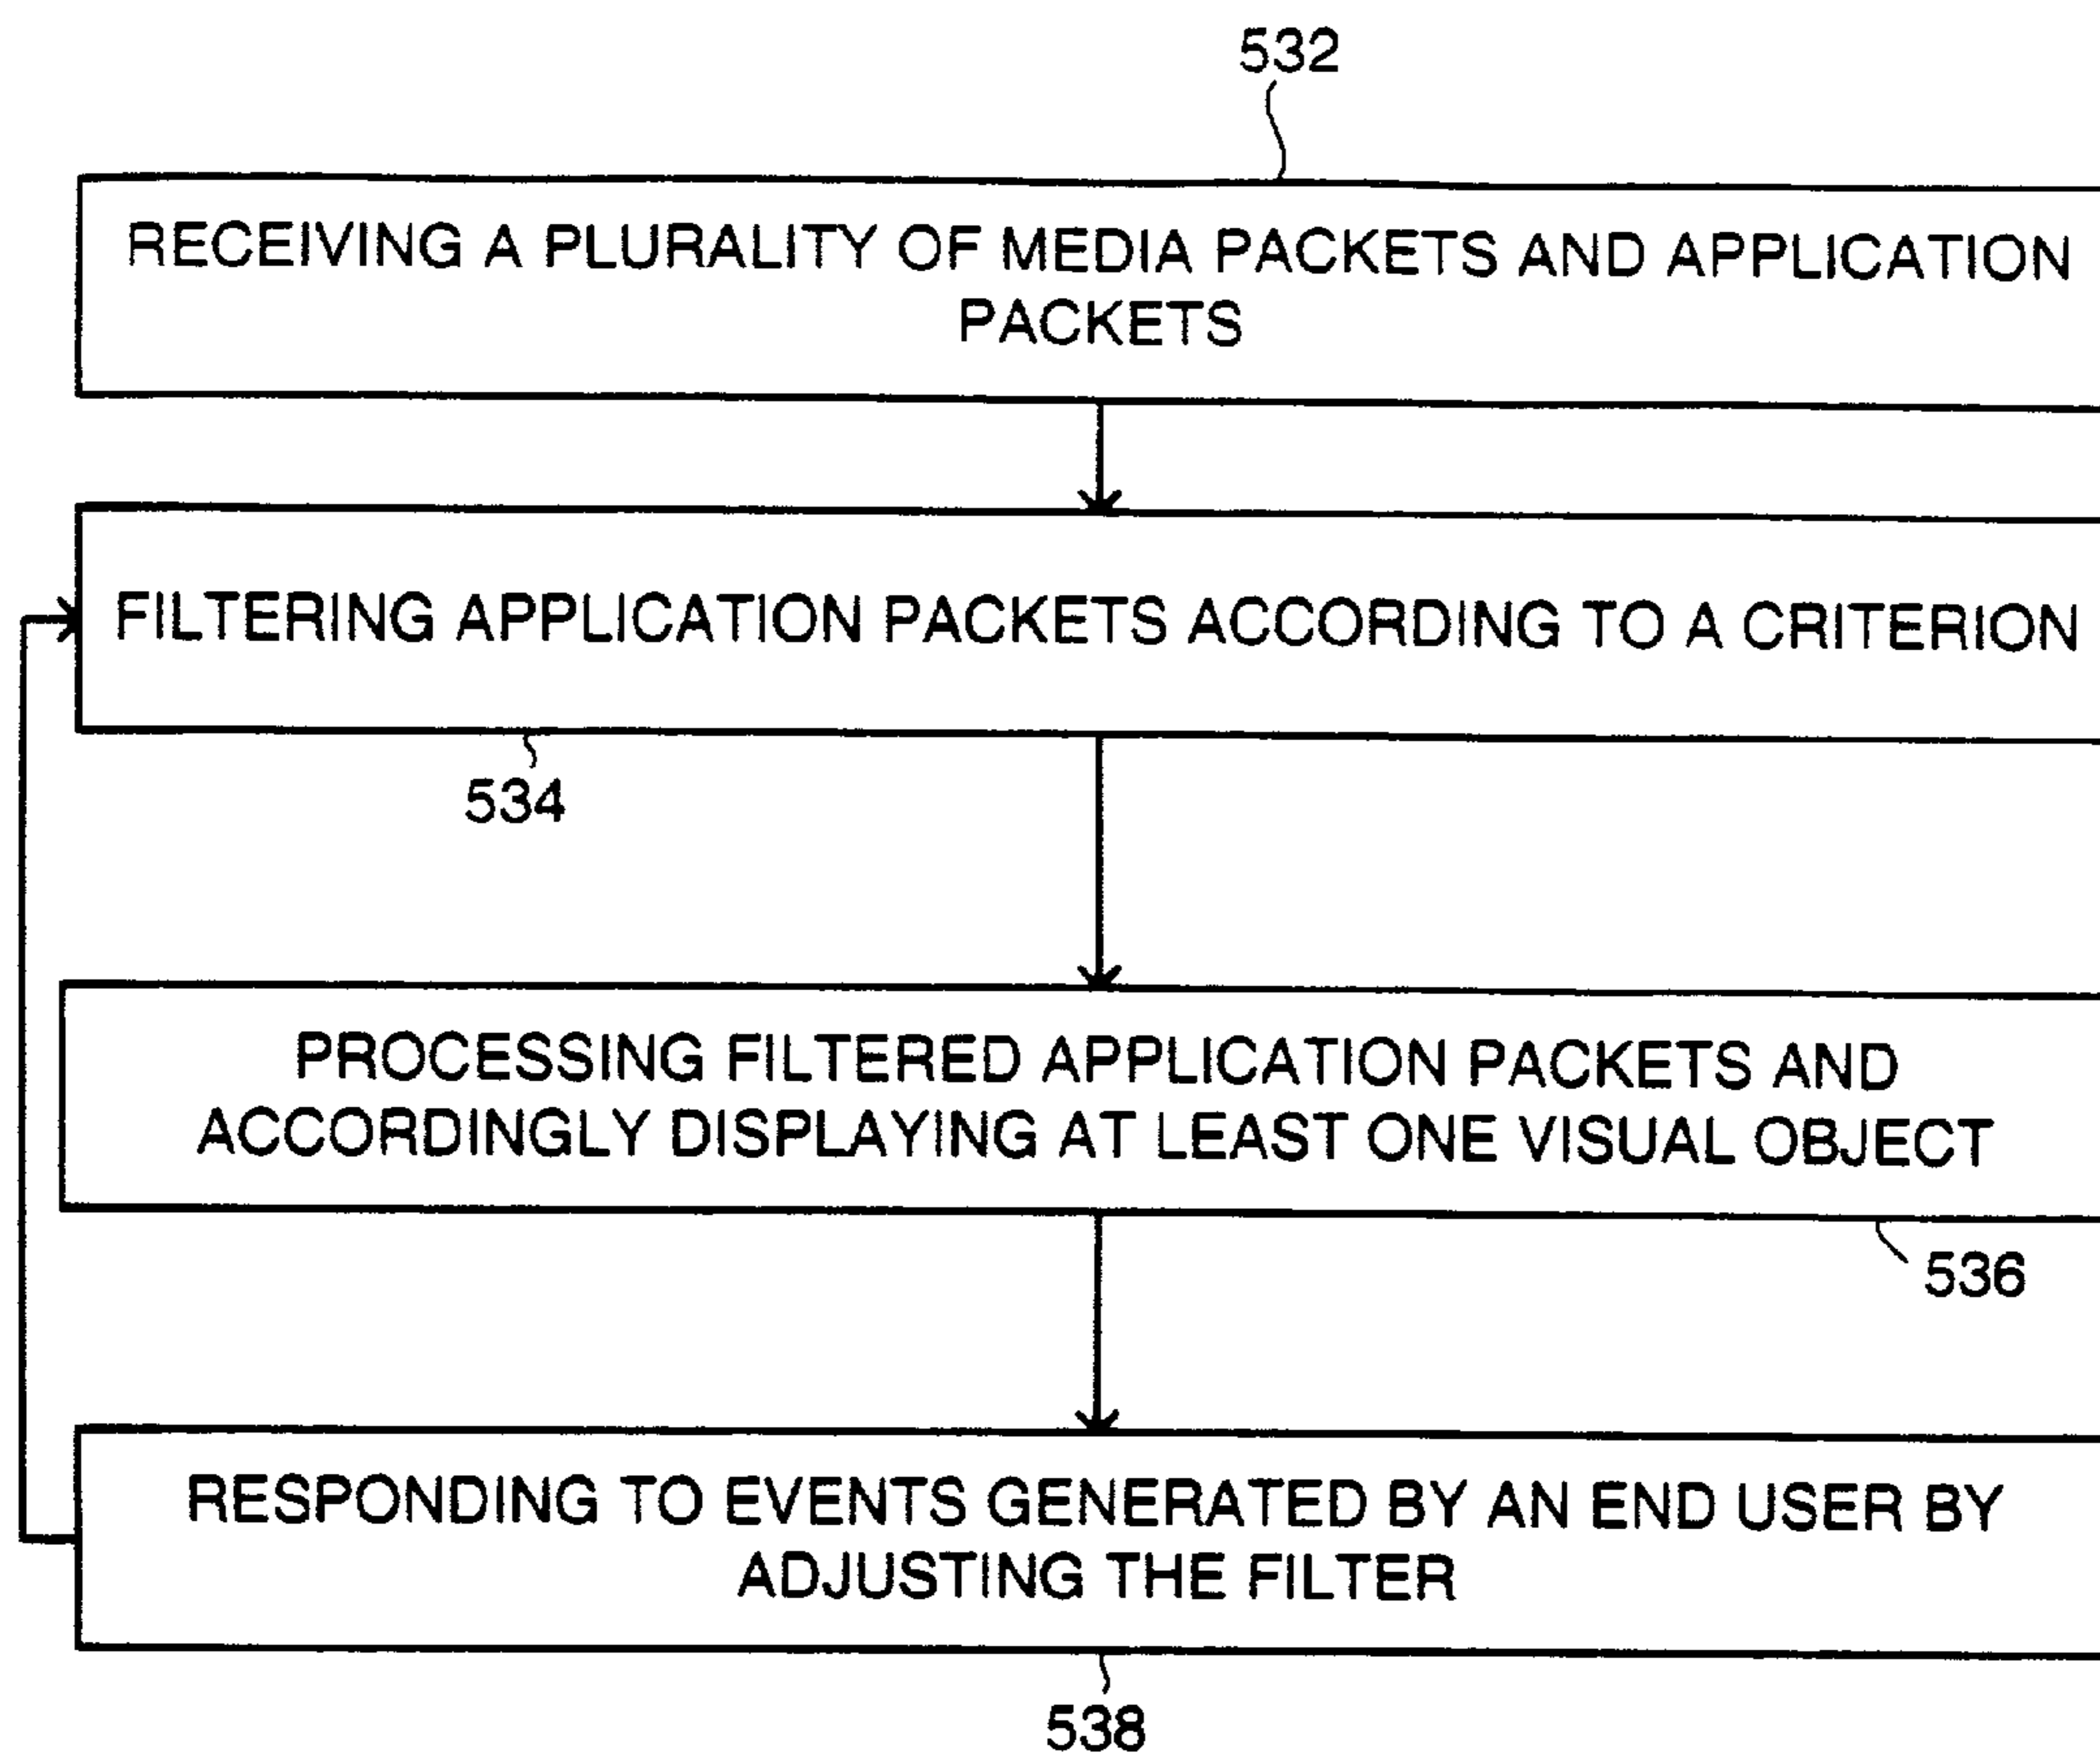 532
RECEIVING A PLURALITY OF MEDIA PACKETS AND APPLICATION
PACKETS
FILTERING APPLICATION PACKETS ACCORDING TO A CRITERION
534
PROCESSING FILTERED APPLICATION PACKETS AND
ACCORDINGLY DISPLAYING AT LEAST ONE VISUAL OBJECT
536
RESPONDING TO EVENTS GENERATED BY AN END USER BY
ADJUSTING THE FILTER
538